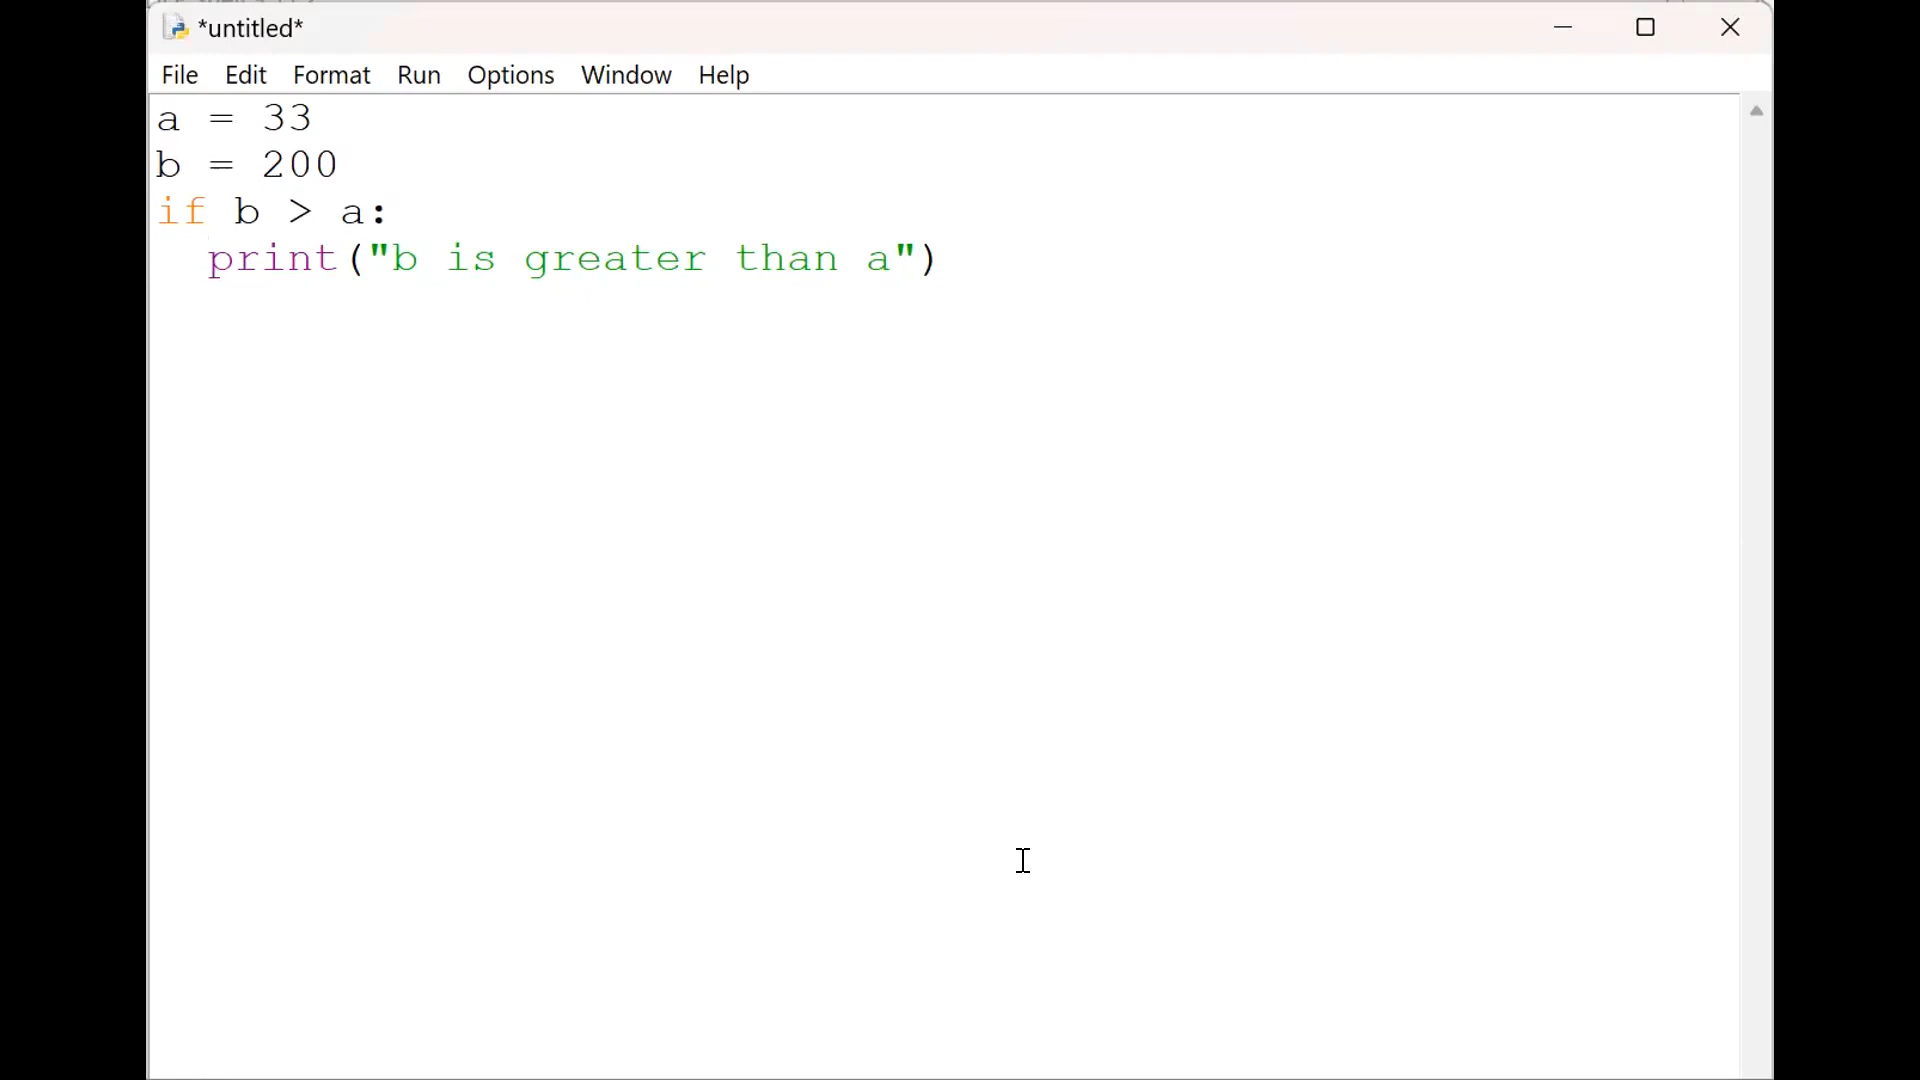 *untitled*
File Edit Format Run Options Window Help
a = 33
b = 200
if b > a:
  print("b is greater than a")